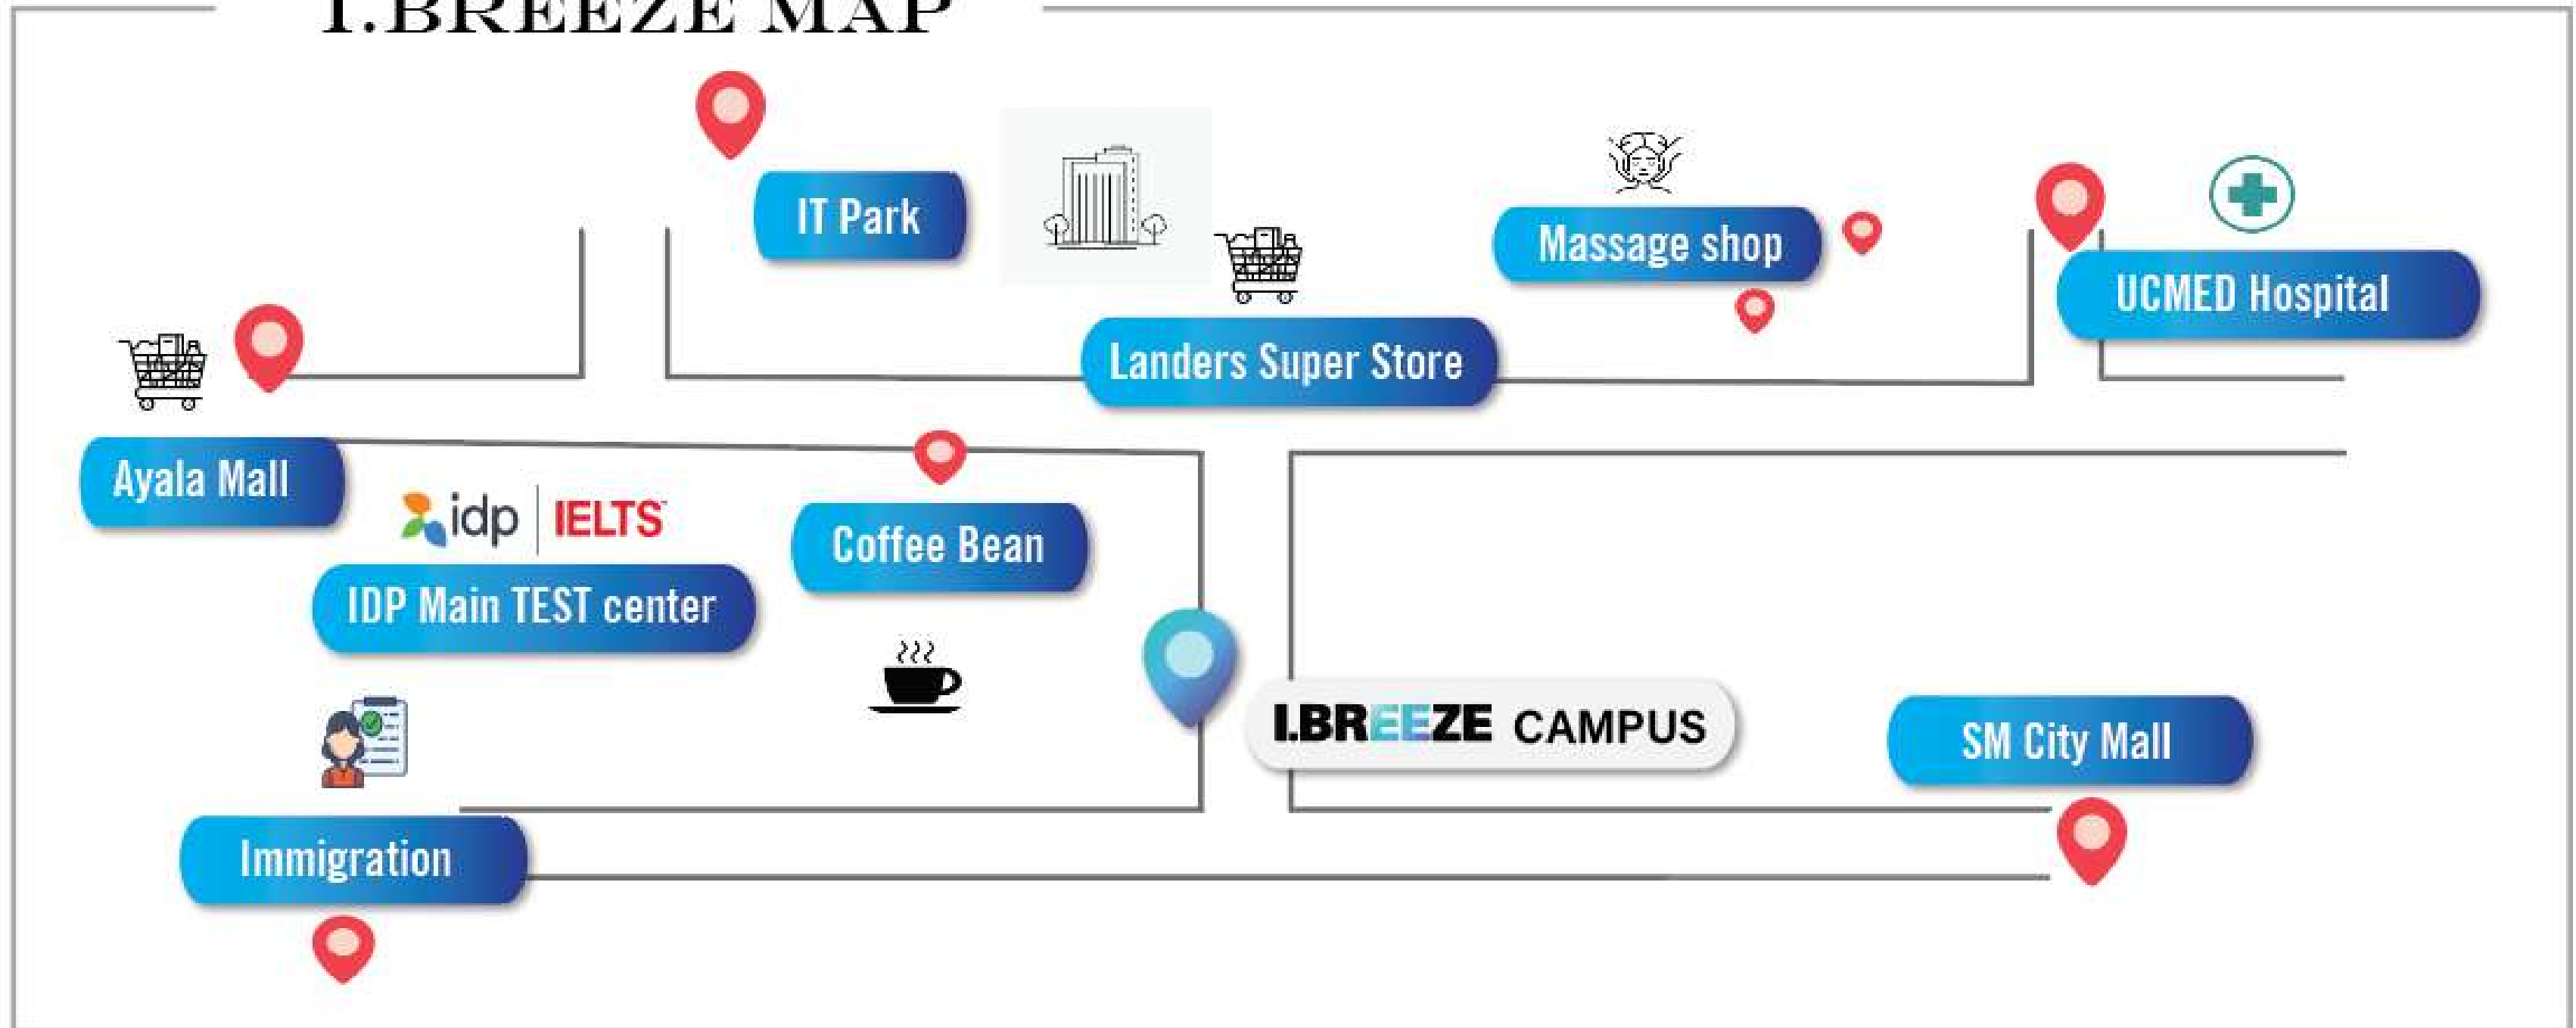 I.BREEZE MAP
IT Park
Massage shop
UCMED Hospital
Landers Super Store
Ayala Mall
idp | IELTS™
Coffee Bean
IDP Main TEST center
I.BREEZE CAMPUS
SM City Mall
Immigration